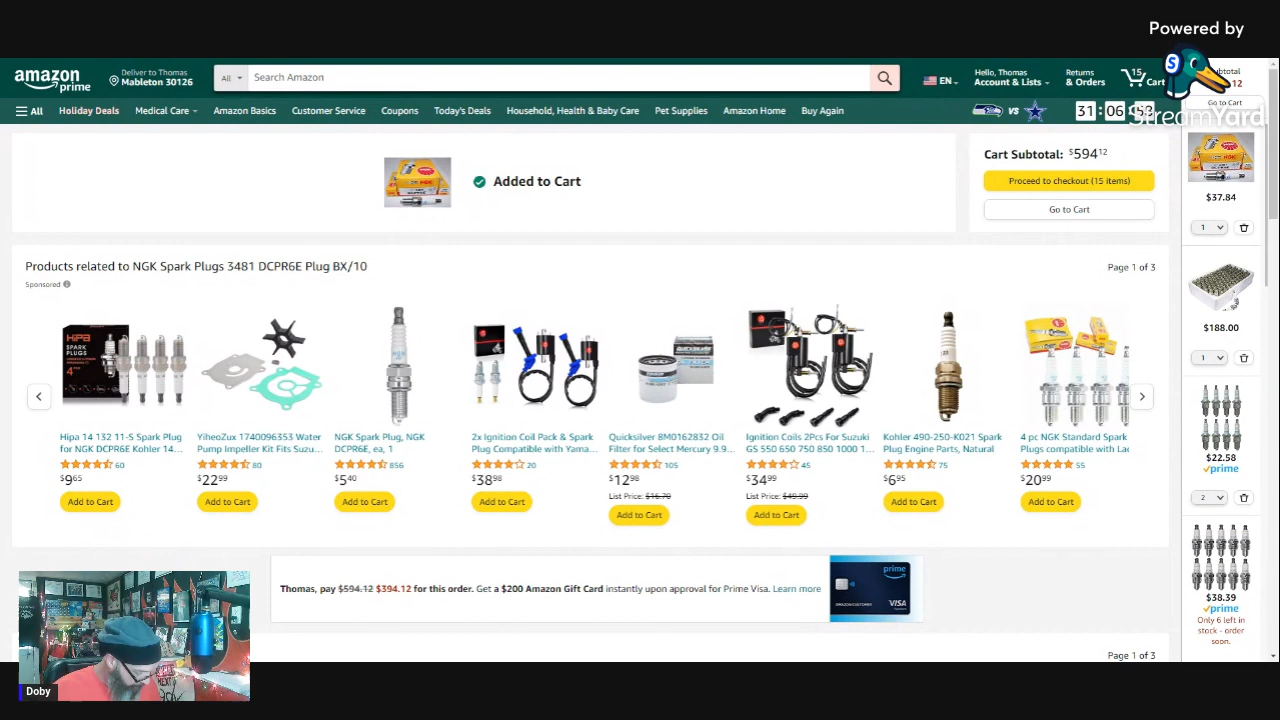 Powered by
StreamYard
amazon
prime
Deliver to Thomas
Mableton 30126
All
Search Amazon
EN
Hello, Thomas
Account & Lists
Returns
& Orders
15
Cart
Subtotal
12
Go to Cart
All
Holiday Deals
Medical Care
Amazon Basics
Customer Service
Coupons
Today's Deals
Household, Health & Baby Care
Pet Supplies
Amazon Home
Buy Again
VS
31 06
Added to Cart
Cart Subtotal: $594.12
Proceed to checkout (15 items)
Go to Cart
$37.84
1
Products related to NGK Spark Plugs 3481 DCPR6E Plug BX/10
Page 1 of 3
Sponsored
$188.00
1
HIPA
SPARK
PLUGS
4
Hipa 14 132 11-S Spark Plug
for NGK DCPR6E Kohler 14...
60
$9.65
Add to Cart
YiheoZux 1740096353 Water
Pump Impeller Kit Fits Suzu...
80
$22.99
Add to Cart
NGK Spark Plug, NGK
DCPR6E, ea, 1
856
$5.40
Add to Cart
2x Ignition Coil Pack & Spark
Plug Compatible with Yama...
20
$38.98
Add to Cart
Quicksilver 8M0162832 Oil
Filter for Select Mercury 9.9...
105
$12.98
List Price: $16.70
Add to Cart
Ignition Coils 2Pcs For Suzuki
GS 550 650 750 850 1000 1...
45
$34.99
List Price: $49.99
Add to Cart
Kohler 490-250-K021 Spark
Plug Engine Parts, Natural
75
$6.95
Add to Cart
4 pc NGK Standard Spark
Plugs compatible with Lac
55
$20.99
Add to Cart
$22.58
prime
2
$38.39
prime
Only 6 left in
stock - order
soon.
Thomas, pay $594.12 $394.12 for this order. Get a $200 Amazon Gift Card instantly upon approval for Prime Visa. Learn more
prime
VISA
Page 1 of 3
Doby